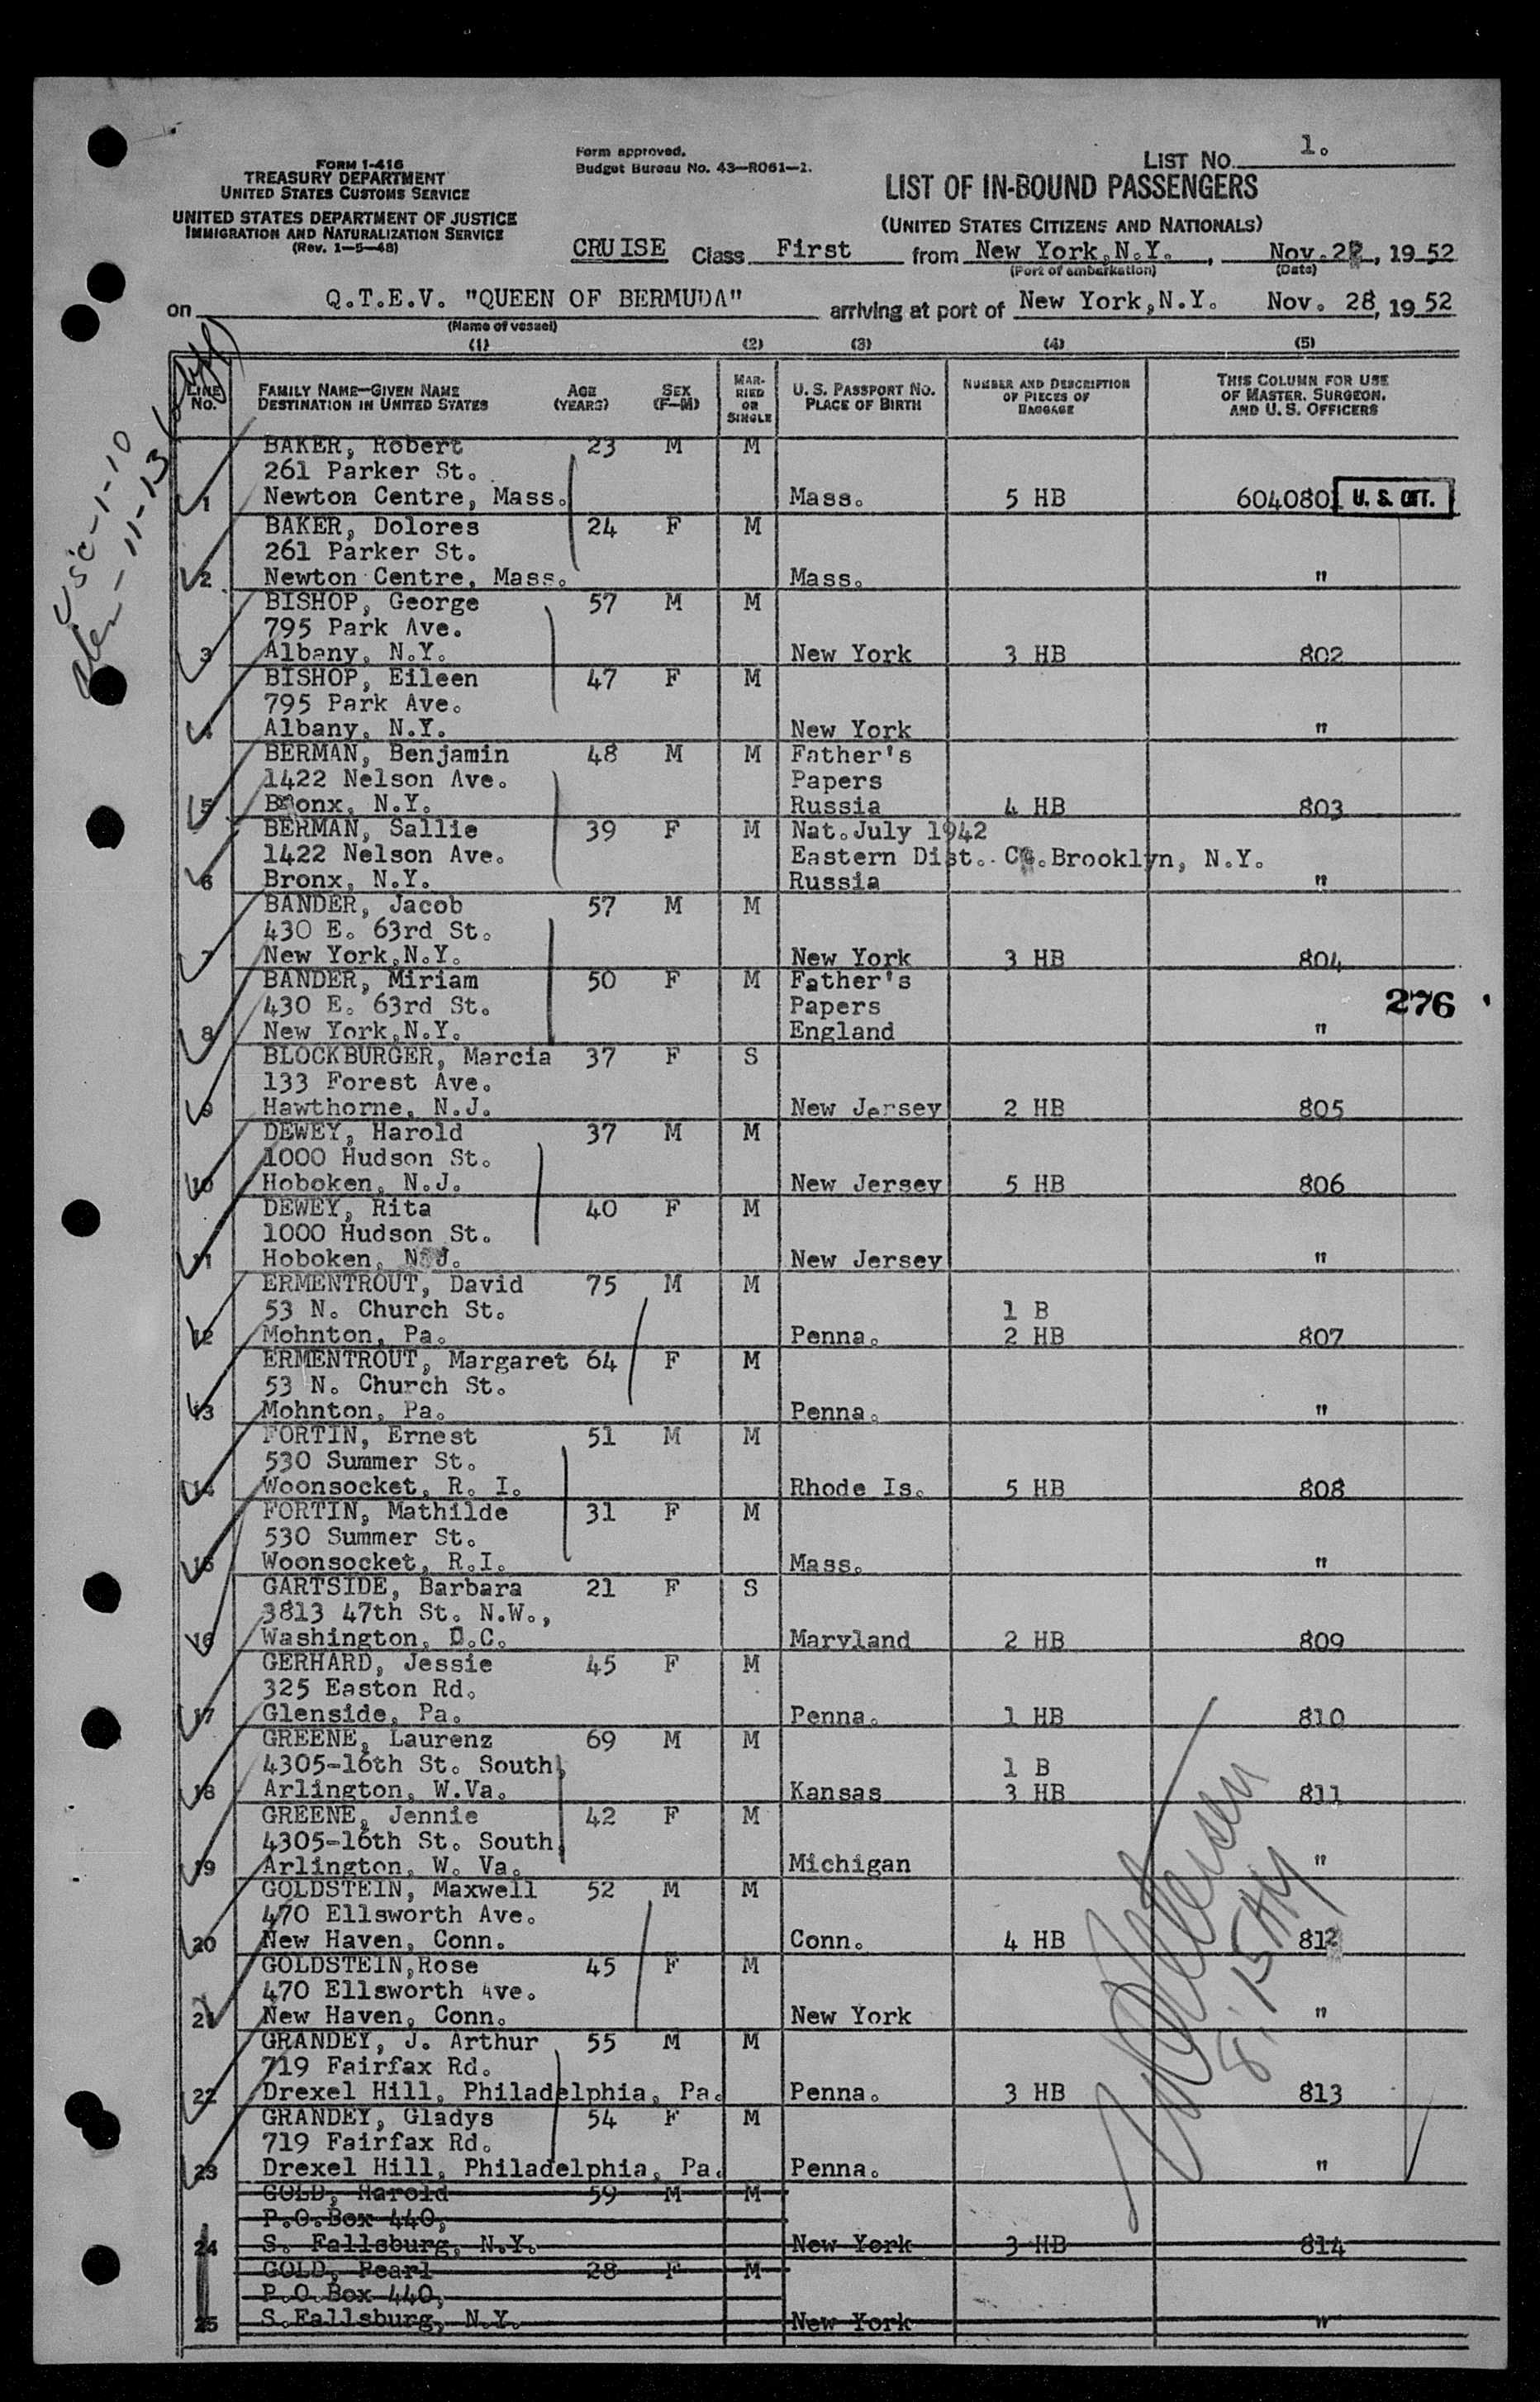 Form approved.
Budget Bureau No. 43—R061—1.
LIST No. 1.
FORM I-416
TREASURY DEPARTMENT
UNITED STATES CUSTOMS SERVICE
UNITED STATES DEPARTMENT OF JUSTICE
IMMIGRATION AND NATURALIZATION SERVICE
(Rev. 1—5—48)
LIST OF IN-BOUND PASSENGERS
(UNITED STATES CITIZENS AND NATIONALS)
CRUISE Class First from New York, N.Y., Nov. , 19 52
(Port of embarkation) (Date)
on Q.T.E.V. "QUEEN OF BERMUDA" arriving at port of New York, N.Y. Nov. 28, 19 52
(Name of vessel)
(1) (2) (3) (4) (5)
LINE No. FAMILY NAME—GIVEN NAME DESTINATION IN UNITED STATES AGE (YEARS) SEX (F—M) MARRIED OR SINGLE U. S. PASSPORT NO. PLACE OF BIRTH NUMBER AND DESCRIPTION OF PIECES OF BAGGAGE THIS COLUMN FOR USE OF MASTER, SURGEON, AND U. S. OFFICERS
USC-1-10
11-13
BAKER, Robert 23 M M
261 Parker St.
1 Newton Centre, Mass. Mass. 5 HB 6040801 U. S. CIT.
BAKER, Dolores 24 F M
261 Parker St.
2 Newton Centre, Mass. Mass. "
BISHOP, George 57 M M
795 Park Ave.
3 Albany, N.Y. New York 3 HB 802
BISHOP, Eileen 47 F M
795 Park Ave.
4 Albany, N.Y. New York "
BERMAN, Benjamin 48 M M Father's
1422 Nelson Ave. Papers
5 Bronx, N.Y. Russia 4 HB 803
BERMAN, Sallie 39 F M Nat. July 1942
1422 Nelson Ave. Eastern Dist. Ct. Brooklyn, N.Y.
6 Bronx, N.Y. Russia "
BANDER, Jacob 57 M M
430 E. 63rd St.
7 New York,N.Y. New York 3 HB 804
BANDER, Miriam 50 F M Father's
430 E. 63rd St. Papers 276
8 New York,N.Y. England "
BLOCKBURGER, Marcia 37 F S
133 Forest Ave.
9 Hawthorne, N.J. New Jersey 2 HB 805
DEWEY, Harold 37 M M
1000 Hudson St.
10 Hoboken, N.J. New Jersey 5 HB 806
DEWEY, Rita 40 F M
1000 Hudson St.
11 Hoboken, N.J. New Jersey "
ERMENTROUT, David 75 M M
53 N. Church St. 1 B
12 Mohnton, Pa. Penna. 2 HB 807
ERMENTROUT, Margaret 64 F M
53 N. Church St.
13 Mohnton, Pa. Penna. "
FORTIN, Ernest 51 M M
530 Summer St.
14 Woonsocket, R. I. Rhode Is. 5 HB 808
FORTIN, Mathilde 31 F M
530 Summer St.
15 Woonsocket, R.I. Mass. "
GARTSIDE, Barbara 21 F S
3813 47th St. N.W.,
16 Washington, D.C. Maryland 2 HB 809
GERHARD, Jessie 45 F M
325 Easton Rd.
17 Glenside, Pa. Penna. 1 HB 810
GREENE, Laurenz 69 M M
4305-16th St. South, 1 B
18 Arlington, W.Va. Kansas 3 HB 811
GREENE, Jennie 42 F M
4305-16th St. South,
19 Arlington, W. Va. Michigan "
GOLDSTEIN, Maxwell 52 M M
470 Ellsworth Ave.
20 New Haven, Conn. Conn. 4 HB 812
GOLDSTEIN,Rose 45 F M
470 Ellsworth Ave.
21 New Haven, Conn. New York "
GRANDEY, J. Arthur 55 M M
719 Fairfax Rd.
22 Drexel Hill, Philadelphia, Pa. Penna. 3 HB 813
GRANDEY, Gladys 54 F M
719 Fairfax Rd.
23 Drexel Hill, Philadelphia, Pa. Penna. "
8:15 AM
GOLD, Harold 59 M M
P.O.Box 440,
24 S. Fallsburg, N.Y. New York 3 HB 814
GOLD, Pearl 28 F M
P.O.Box 440,
25 S.Fallsburg, N.Y. New York "